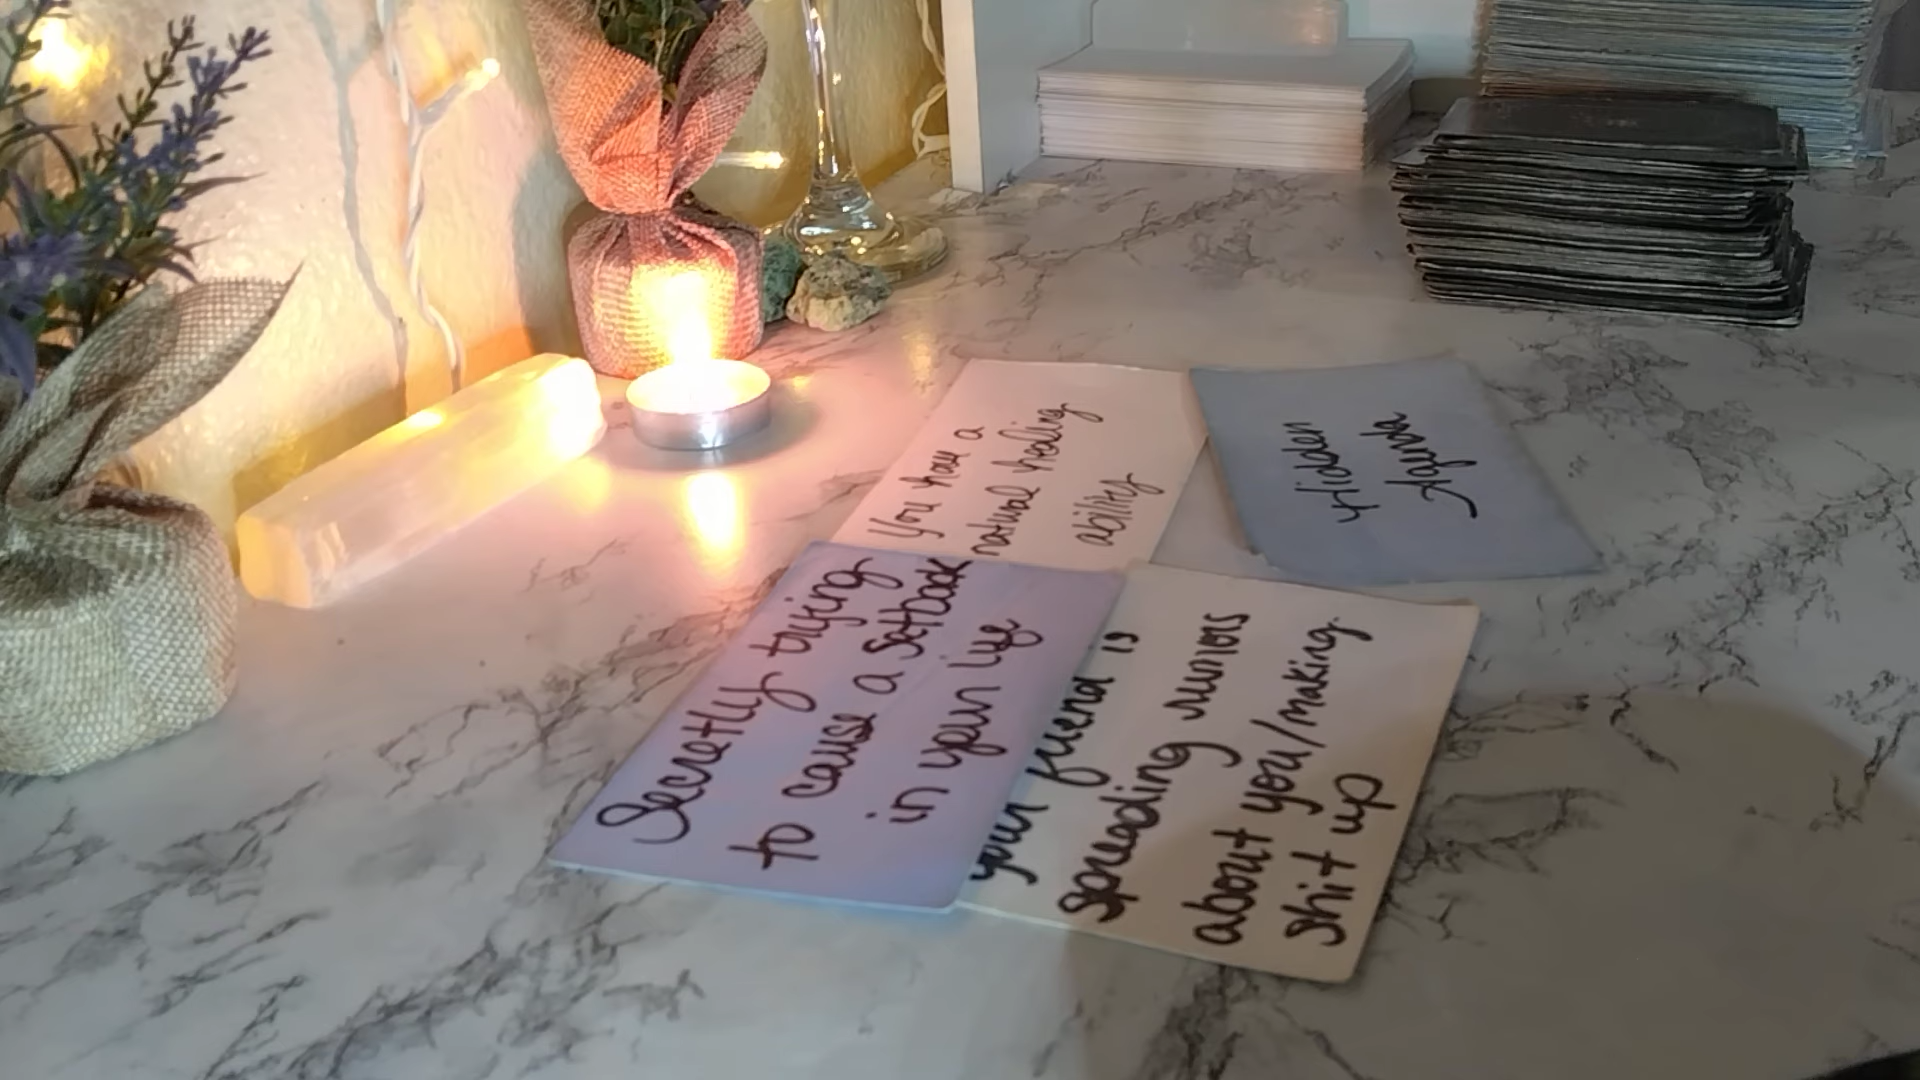 You have a
natural healing
ability
Hidden
Agenda
Secretly trying
to cause a setback
in your life
your friend is
spreading rumors
about you/making
shit up